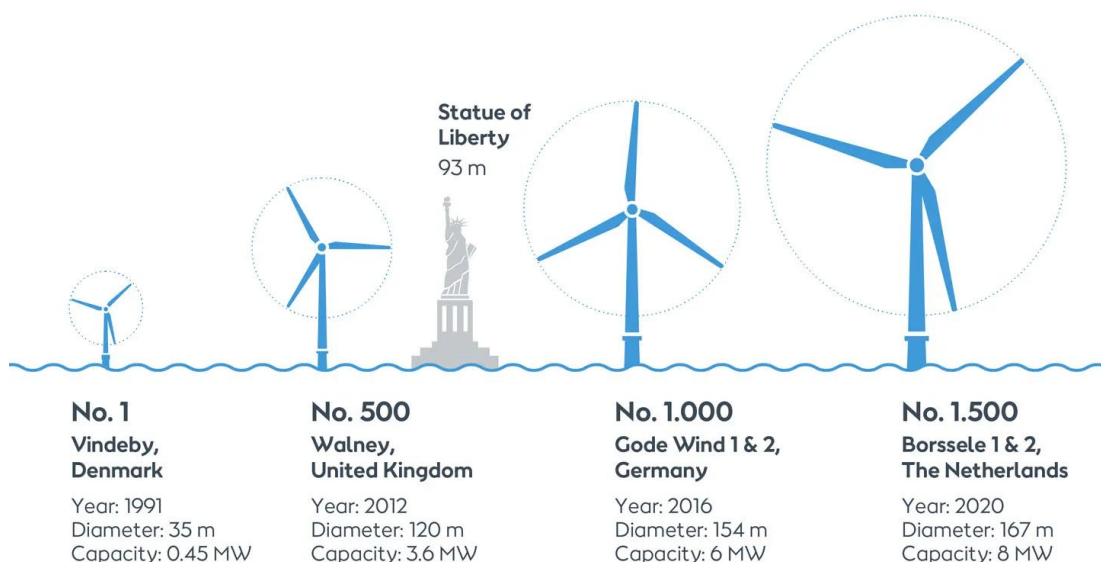 Statue of
Liberty
93 m
No. 1
Vindeby,
Denmark
Year: 1991
Diameter: 35 m
Capacity: 0.45 MW
No. 500
Walney,
United Kingdom
Year: 2012
Diameter: 120 m
Capacity: 3.6 MW
No. 1.000
Gode Wind 1 & 2,
Germany
Year: 2016
Diameter: 154 m
Capacity: 6 MW
No. 1.500
Borssele 1 & 2,
The Netherlands
Year: 2020
Diameter: 167 m
Capacity: 8 MW